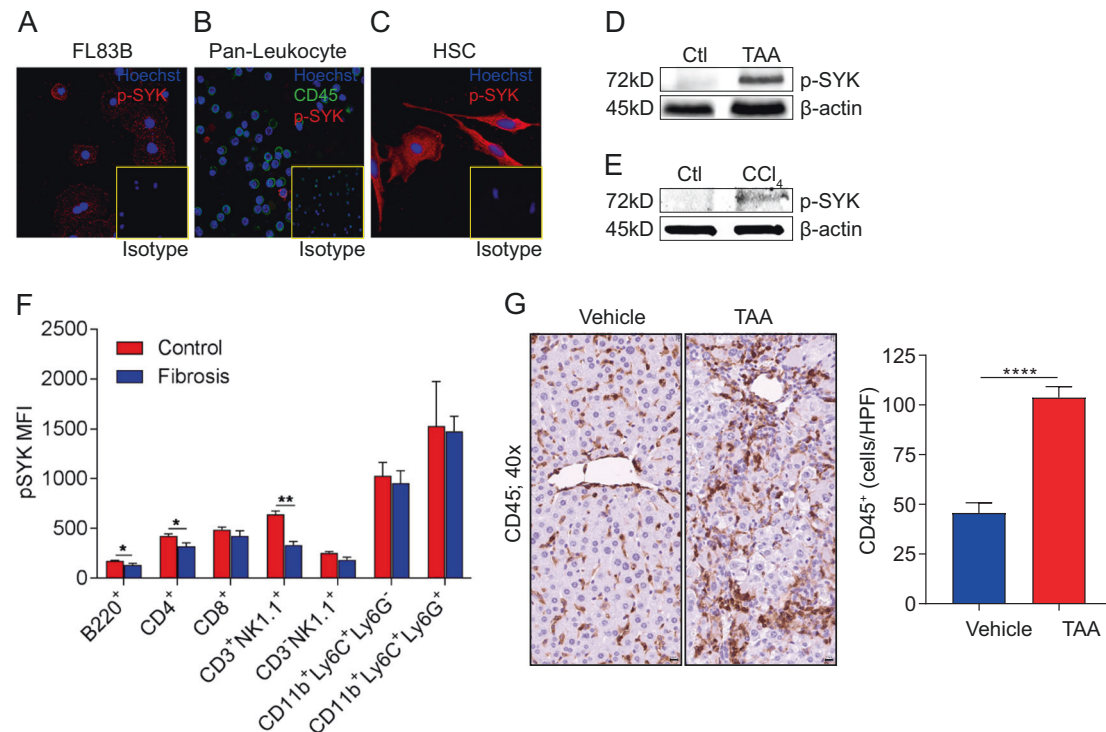 A
FL83B
Hoechst
p-SYK
Isotype
B
Pan-Leukocyte
Hoechst
CD45
p-SYK
Isotype
C
HSC
Hoechst
p-SYK
Isotype
D
Ctl TAA
72kD p-SYK
45kD β-actin
E
Ctl CCl4
72kD p-SYK
45kD β-actin
F
pSYK MFI
2500
2000
1500
1000
500
0
Control
Fibrosis
*
*
**
B220+
CD4+
CD8+
CD3+NK1.1+
CD3-NK1.1+
CD11b+Ly6C+Ly6G-
CD11b+Ly6C+Ly6G+
G
Vehicle TAA
CD45; 40x
CD45+ (cells/HPF)
125
100
75
50
25
0
****
Vehicle TAA